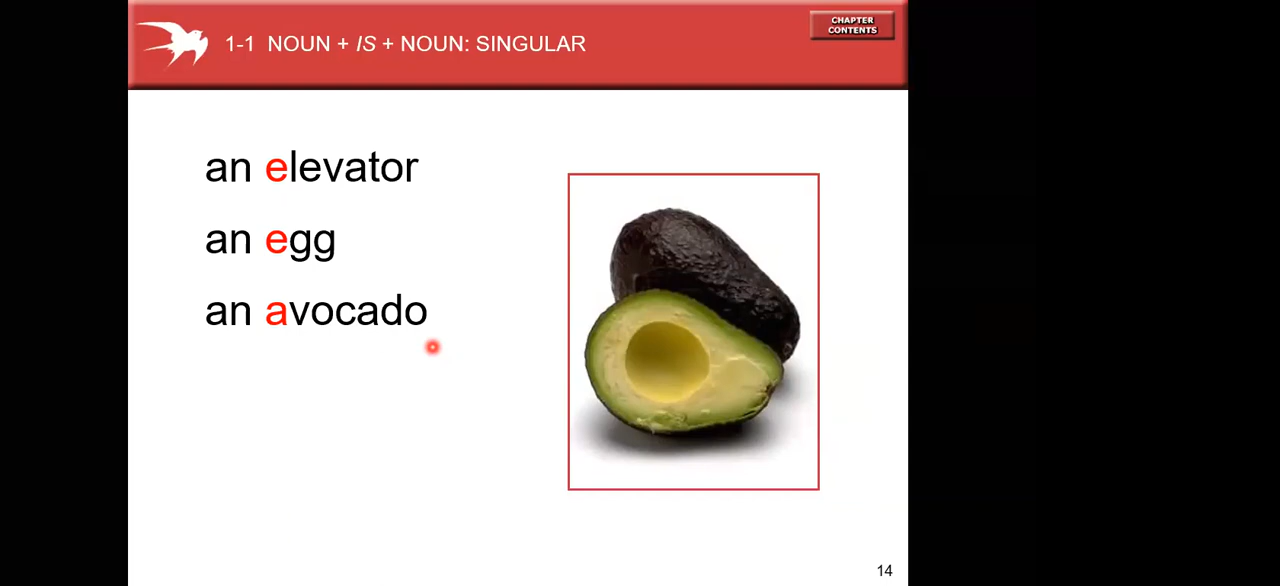 CHAPTER
CONTENTS
1-1 NOUN + IS + NOUN: SINGULAR
an elevator
an egg
an avocado
14